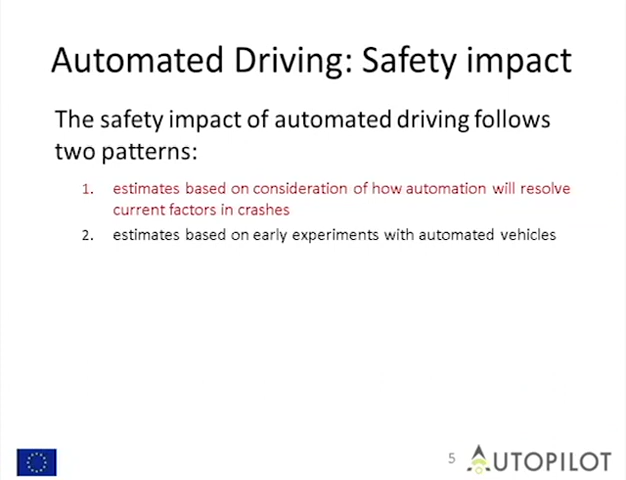 Automated Driving: Safety impact
The safety impact of automated driving follows
two patterns:
1. estimates based on consideration of how automation will resolve
current factors in crashes
2. estimates based on early experiments with automated vehicles
5
AUTOPILOT